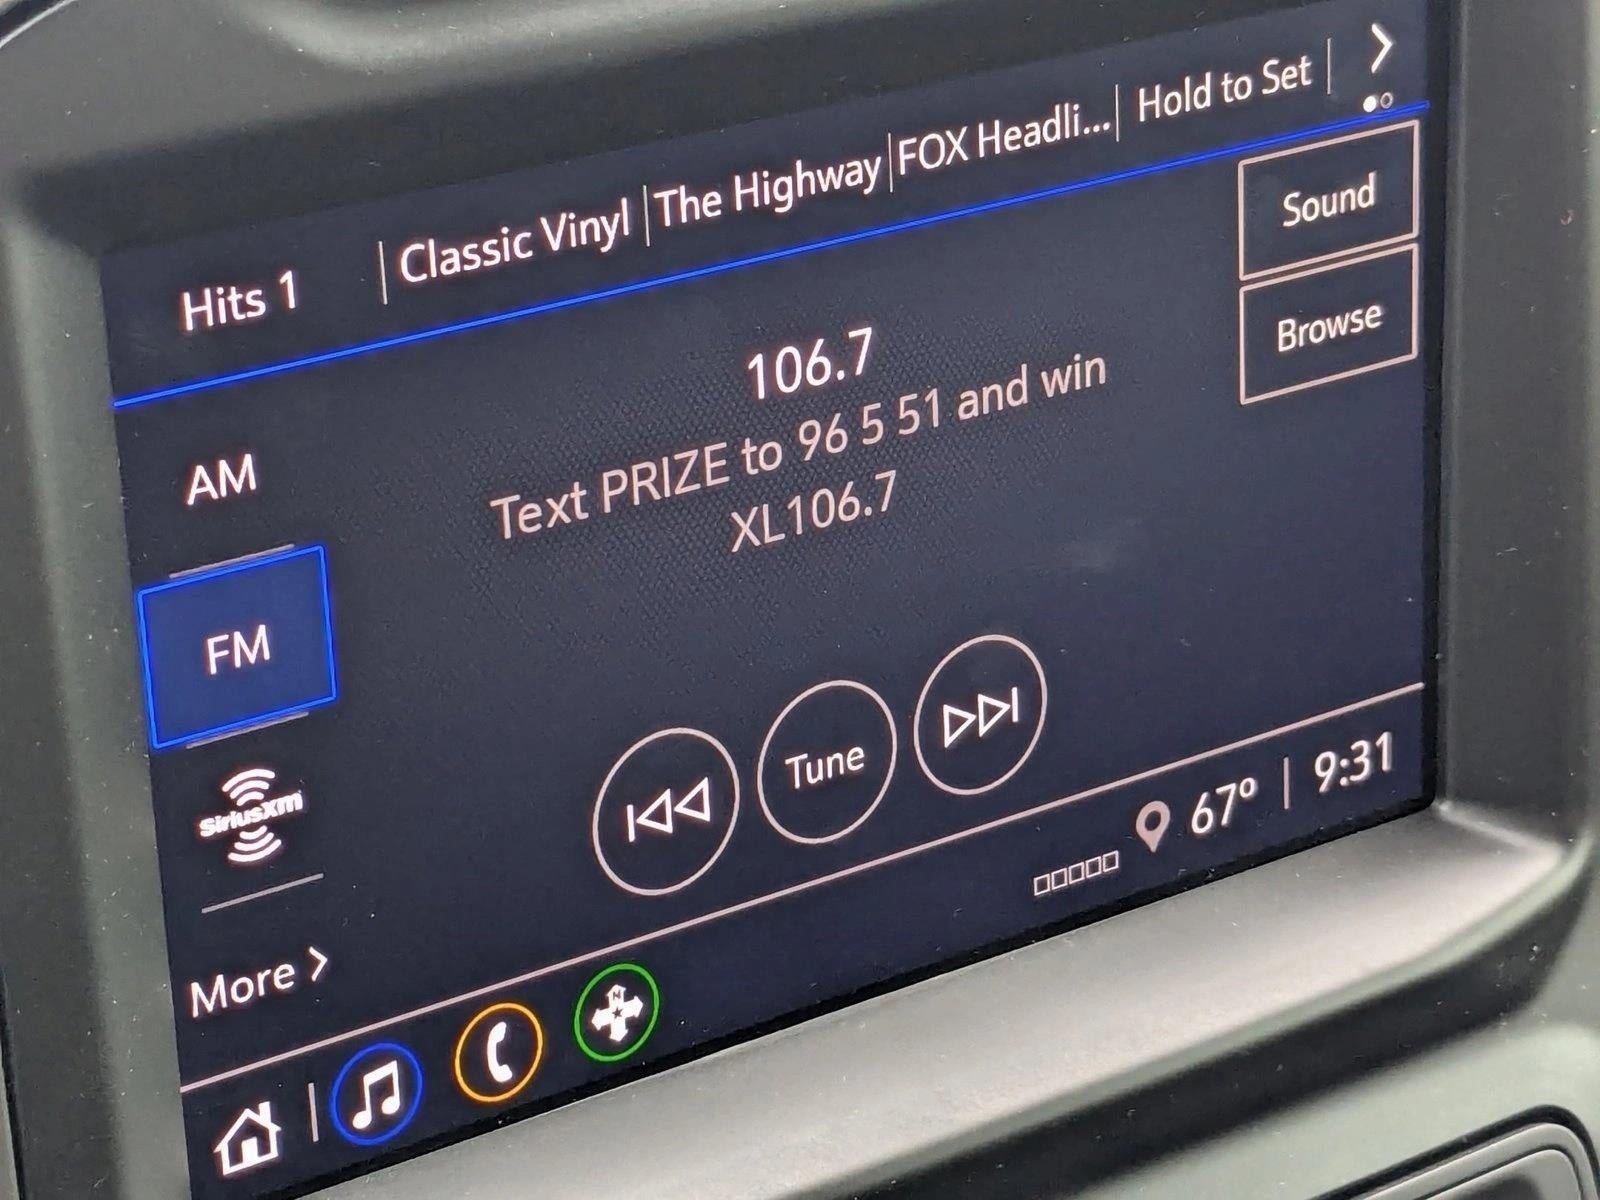 Hits 1 | Classic Vinyl | The Highway | FOX Headli... | Hold to Set |
Sound
Browse
106.7
Text PRIZE to 96 5 51 and win
XL106.7
AM
FM
SiriusXm
More >
Tune
67° | 9:31
N